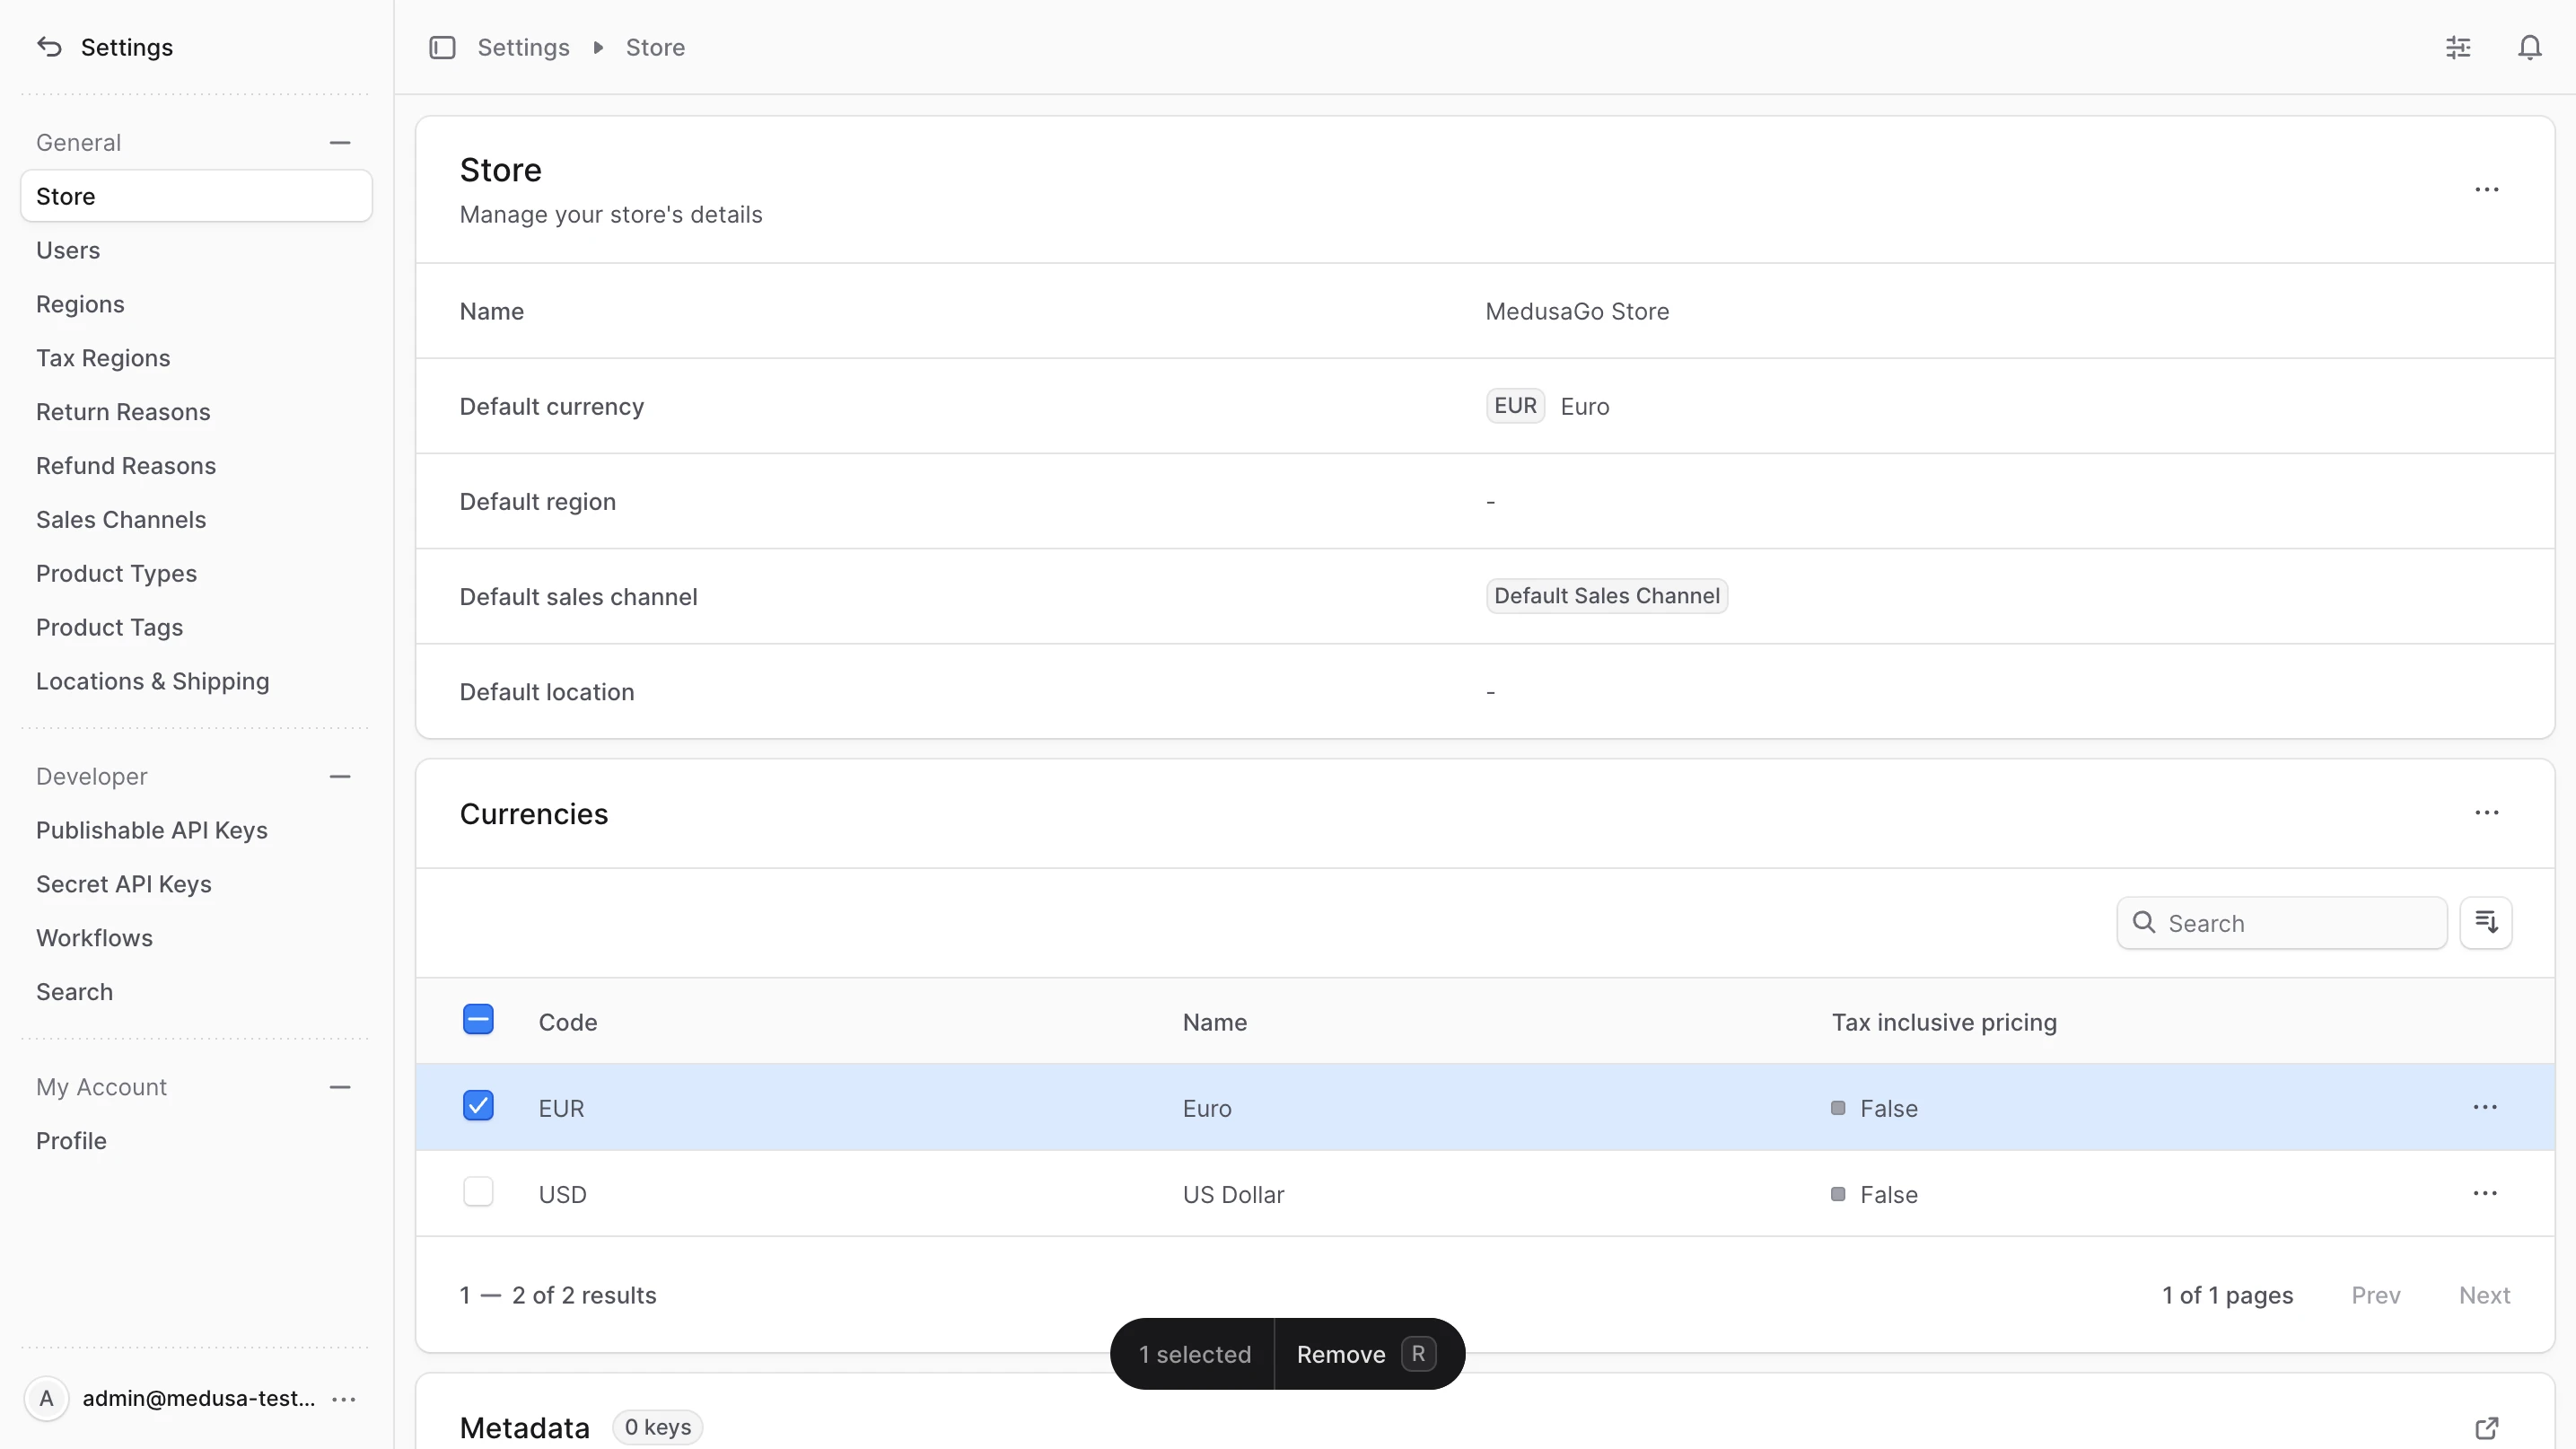 Settings
Settings
Store
General
Store
Users
Regions
Tax Regions
Return Reasons
Refund Reasons
Sales Channels
Product Types
Product Tags
Locations & Shipping
Developer
Publishable API Keys
Secret API Keys
Workflows
Search
My Account
Profile
A
admin@medusa-test...
Store
Manage your store's details
Name
MedusaGo Store
Default currency
EUR Euro
Default region
-
Default sales channel
Default Sales Channel
Default location
-
Currencies
Search
Code Name Tax inclusive pricing
EUR Euro False
USD US Dollar False
1 — 2 of 2 results
1 of 1 pages Prev Next
1 selected Remove R
Metadata 0 keys